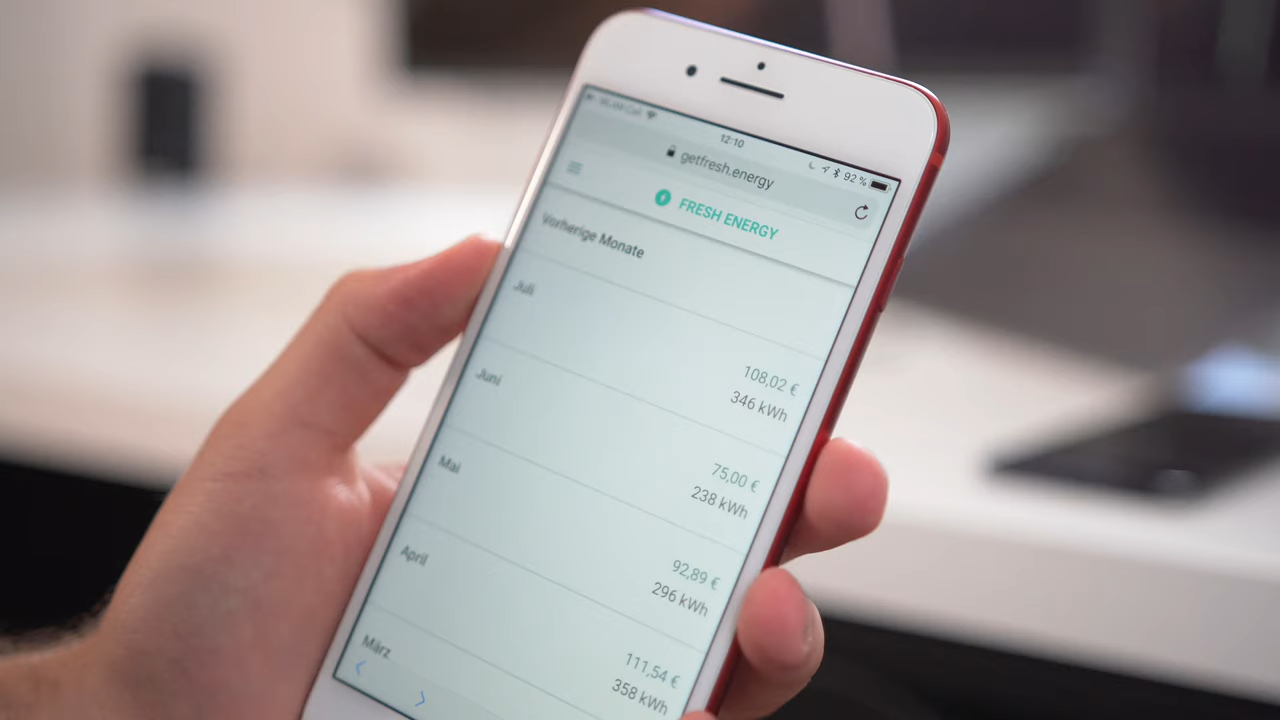 12:10
92 %
getfresh.energy
FRESH ENERGY
Vorherige Monate
Juli
108,02 €
346 kWh
Juni
75,00 €
238 kWh
Mai
92,89 €
296 kWh
April
111,54 €
358 kWh
März